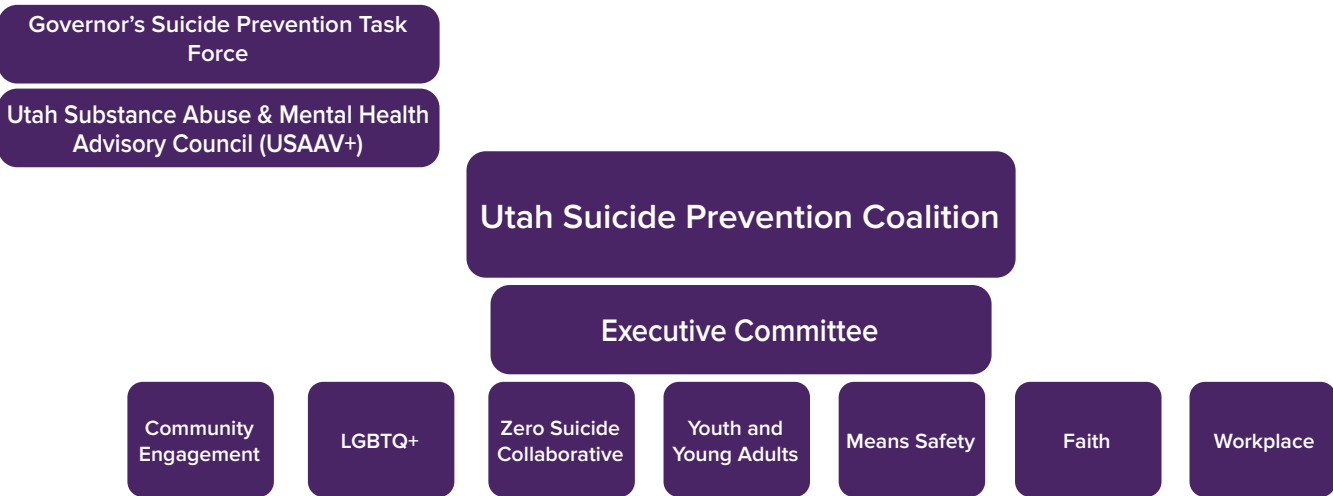 Governor’s Suicide Prevention Task
Force
Utah Substance Abuse & Mental Health
Advisory Council (USAAV+)
Utah Suicide Prevention Coalition
Executive Committee
Community
Engagement
LGBTQ+
Zero Suicide
Collaborative
Youth and
Young Adults
Means Safety
Faith
Workplace